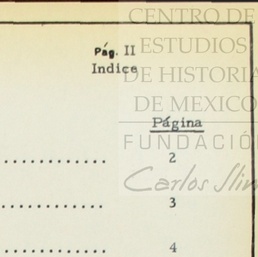 CENTRO DE
ESTUDIOS
DE HISTORIA
DE MEXICO
FUNDACIÓ
Carlos Slim
Pág. II
Indice
Página
.............. 2
.............. 3
.............. 4